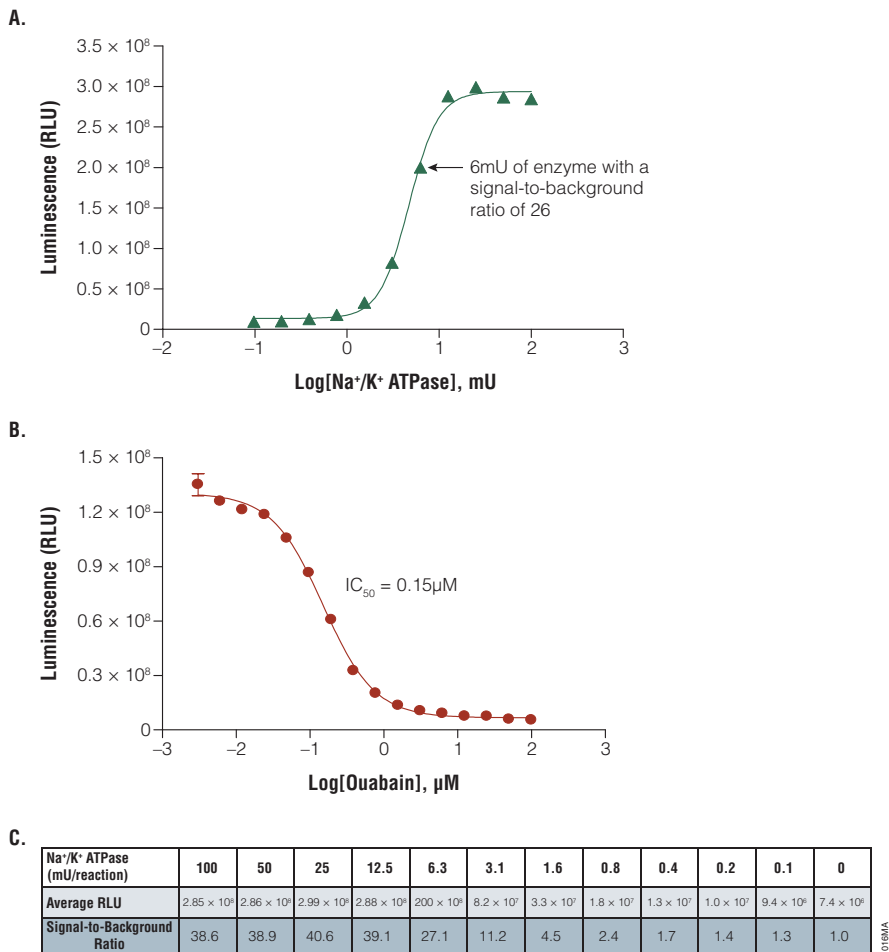 A.
3.5 × 10⁸
3.0 × 10⁸
2.5 × 10⁸
2.0 × 10⁸
1.5 × 10⁸
1.0 × 10⁸
0.5 × 10⁸
0
Luminescence (RLU)
6mU of enzyme with a
signal-to-background
ratio of 26
–2 –1 0 1 2 3
Log[Na⁺/K⁺ ATPase], mU
B.
1.5 × 10⁸
1.2 × 10⁸
0.9 × 10⁸
0.6 × 10⁸
0.3 × 10⁸
0
Luminescence (RLU)
IC₅₀ = 0.15µM
–3 –2 –1 0 1 2 3
Log[Ouabain], µM
C.
Na⁺/K⁺ ATPase
(mU/reaction) 100 50 25 12.5 6.3 3.1 1.6 0.8 0.4 0.2 0.1 0
Average RLU 2.85 × 10⁸ 2.86 × 10⁸ 2.99 × 10⁸ 2.88 × 10⁸ 200 × 10⁶ 8.2 × 10⁷ 3.3 × 10⁷ 1.8 × 10⁷ 1.3 × 10⁷ 1.0 × 10⁷ 9.4 × 10⁶ 7.4 × 10⁶
Signal-to-Background
Ratio 38.6 38.9 40.6 39.1 27.1 11.2 4.5 2.4 1.7 1.4 1.3 1.0